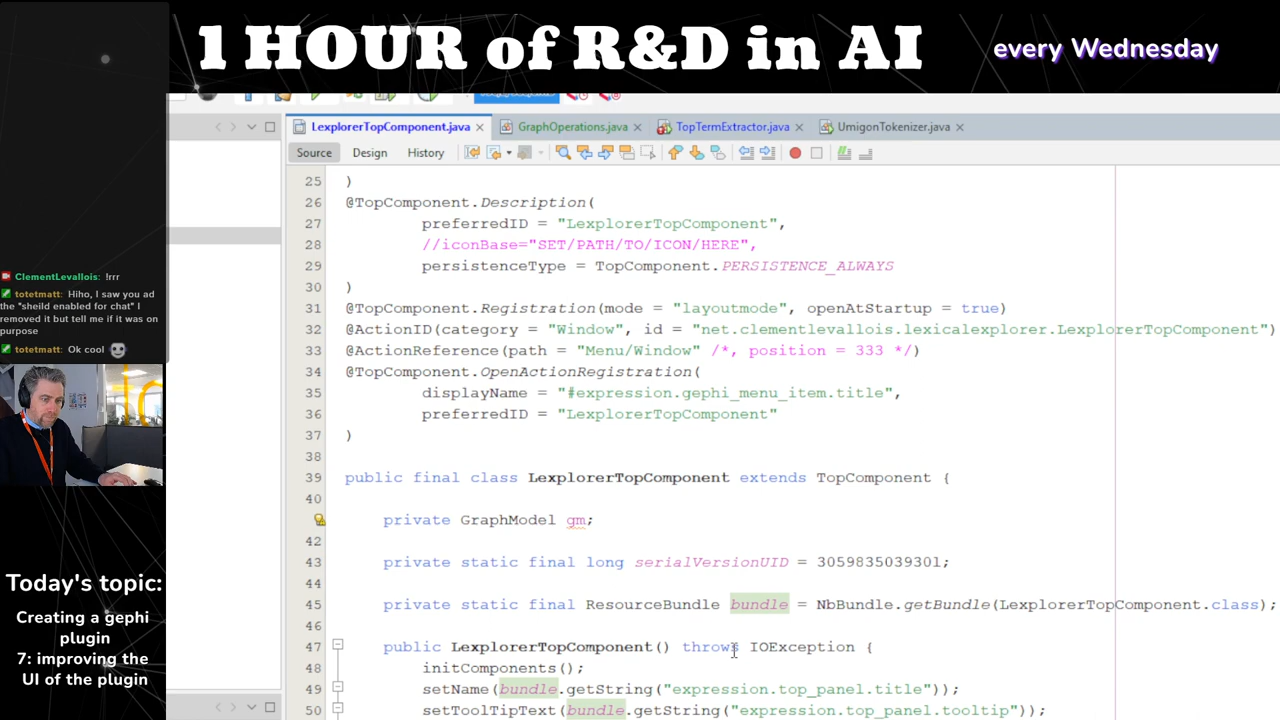 1 HOUR of R&D in AI
every Wednesday
LexplorerTopComponent.java
GraphOperations.java
TopTermExtractor.java
UmigonTokenizer.java
Source
Design
History
25 )
26 @TopComponent.Description(
27 preferredID = "LexplorerTopComponent",
28 //iconBase="SET/PATH/TO/ICON/HERE",
29 persistenceType = TopComponent.PERSISTENCE_ALWAYS
30 )
31 @TopComponent.Registration(mode = "layoutmode", openAtStartup = true)
32 @ActionID(category = "Window", id = "net.clementlevallois.lexicalexplorer.LexplorerTopComponent")
33 @ActionReference(path = "Menu/Window" /*, position = 333 */)
34 @TopComponent.OpenActionRegistration(
35 displayName = "#expression.gephi_menu_item.title",
36 preferredID = "LexplorerTopComponent"
37 )
38
39 public final class LexplorerTopComponent extends TopComponent {
40
private GraphModel gm;
42
43 private static final long serialVersionUID = 3059835039301;
44
45 private static final ResourceBundle bundle = NbBundle.getBundle(LexplorerTopComponent.class);
46
47 public LexplorerTopComponent() throws IOException {
48 initComponents();
49 setName(bundle.getString("expression.top_panel.title"));
50 setToolTipText(bundle.getString("expression.top_panel.tooltip"));
ClementLevallois: !rrr
totetmatt: Hiho, I saw you ad
the "sheild enabled for chat" I
removed it but tell me if it was on
purpose
totetmatt: Ok cool
Today's topic:
Creating a gephi
plugin
7: improving the
UI of the plugin